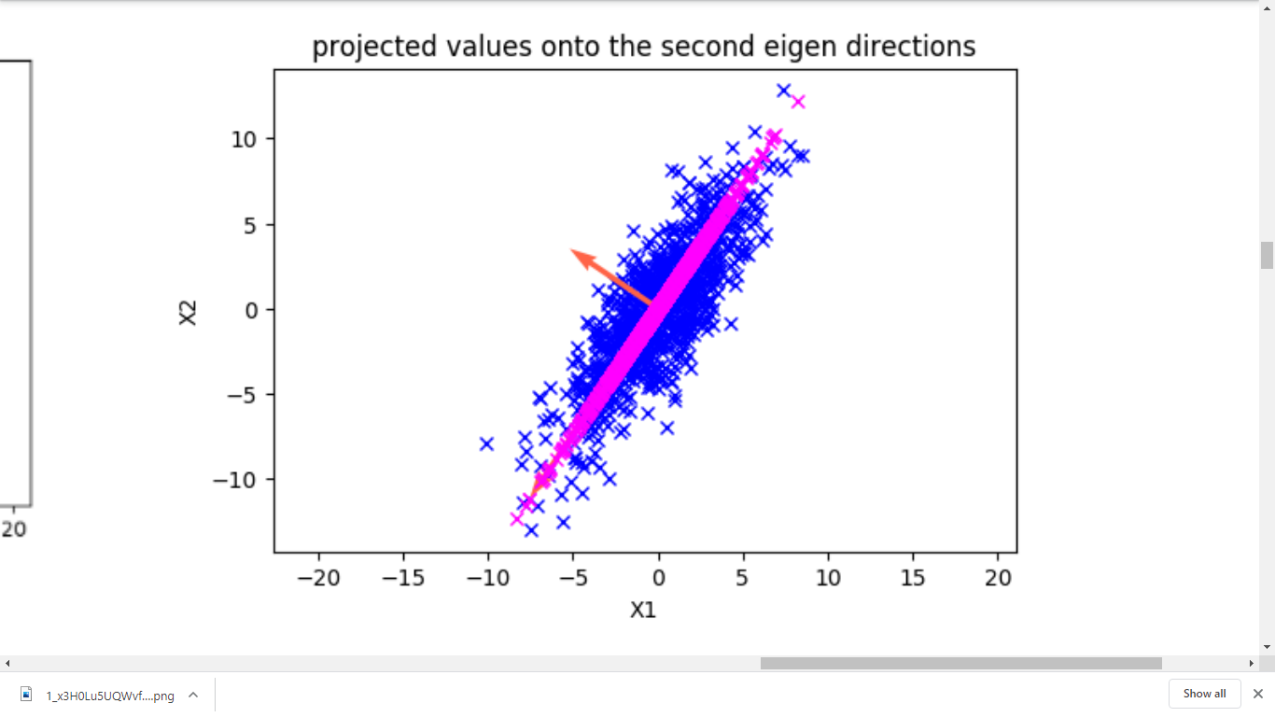 projected values onto the second eigen directions
10
5
0
−5
−10
X2
−20 −15 −10 −5 0 5 10 15 20
X1
20
1_x3H0Lu5UQWvf....png
Show all